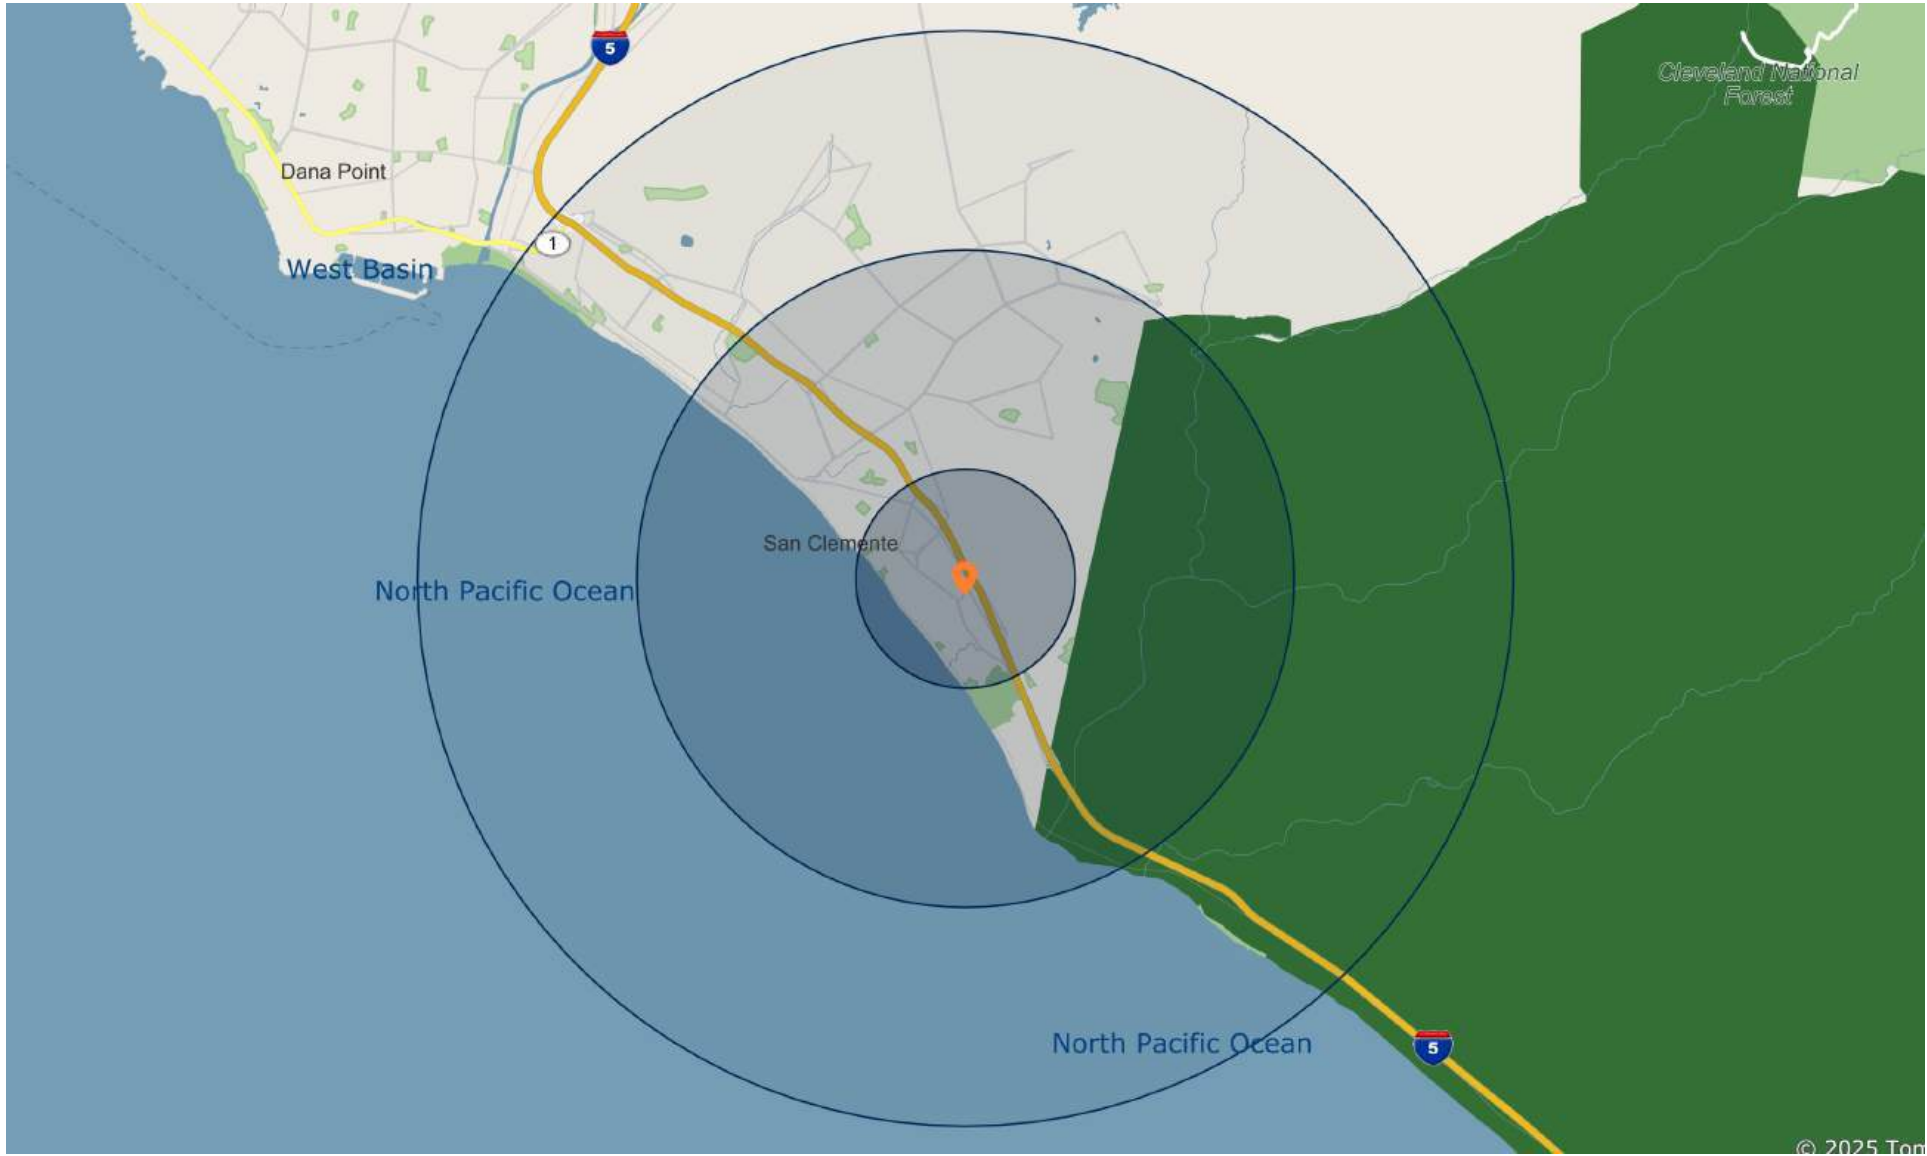 5
Cleveland National
Forest
Dana Point
1
West Basin
San Clemente
North Pacific Ocean
North Pacific Ocean
5
© 2025 Tom